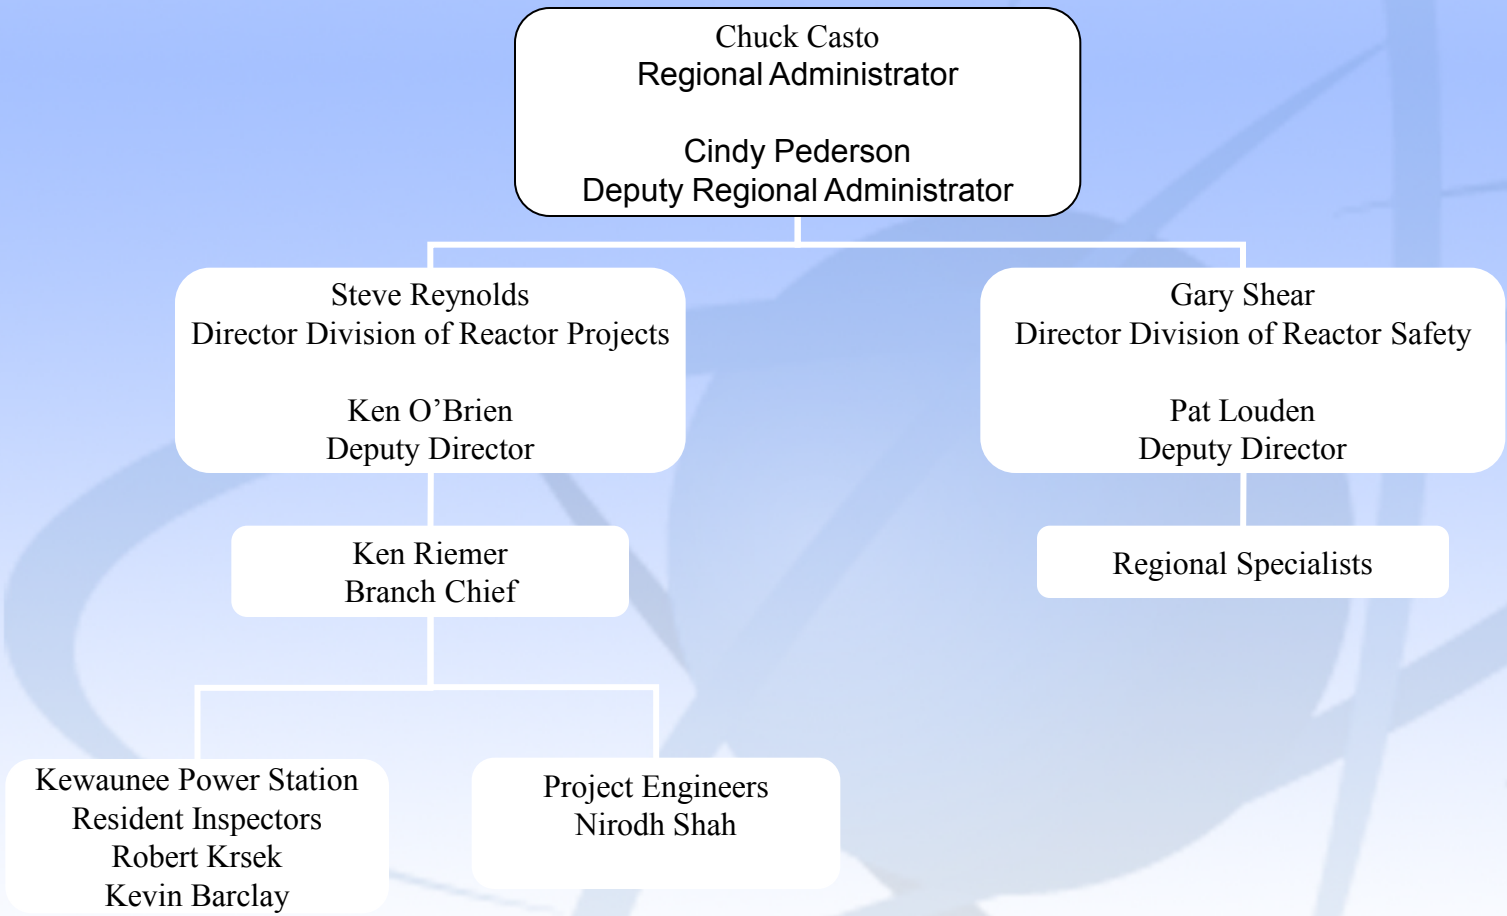 Chuck Casto
Regional Administrator
Cindy Pederson
Deputy Regional Administrator
Steve Reynolds
Director Division of Reactor Projects
Ken O’Brien
Deputy Director
Gary Shear
Director Division of Reactor Safety
Pat Louden
Deputy Director
Ken Riemer
Branch Chief
Regional Specialists
Kewaunee Power Station
Resident Inspectors
Robert Krsek
Kevin Barclay
Project Engineers
Nirodh Shah